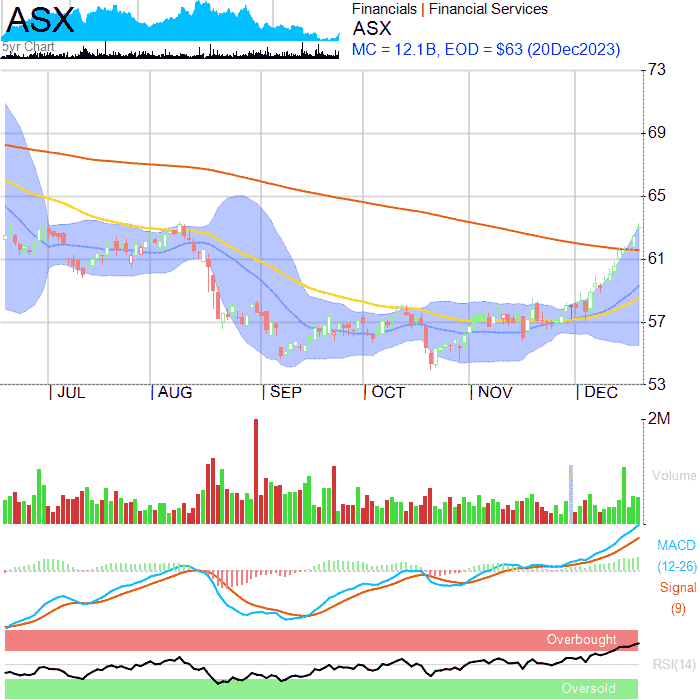 ASX
5yr Chart
Financials | Financial Services
ASX
MC = 12.1B, EOD = $63 (20Dec2023)
73
69
65
61
57
53
JUL
AUG
SEP
OCT
NOV
DEC
2M
Volume
MACD
(12-26)
Signal
(9)
Overbought
RSI(14)
Oversold